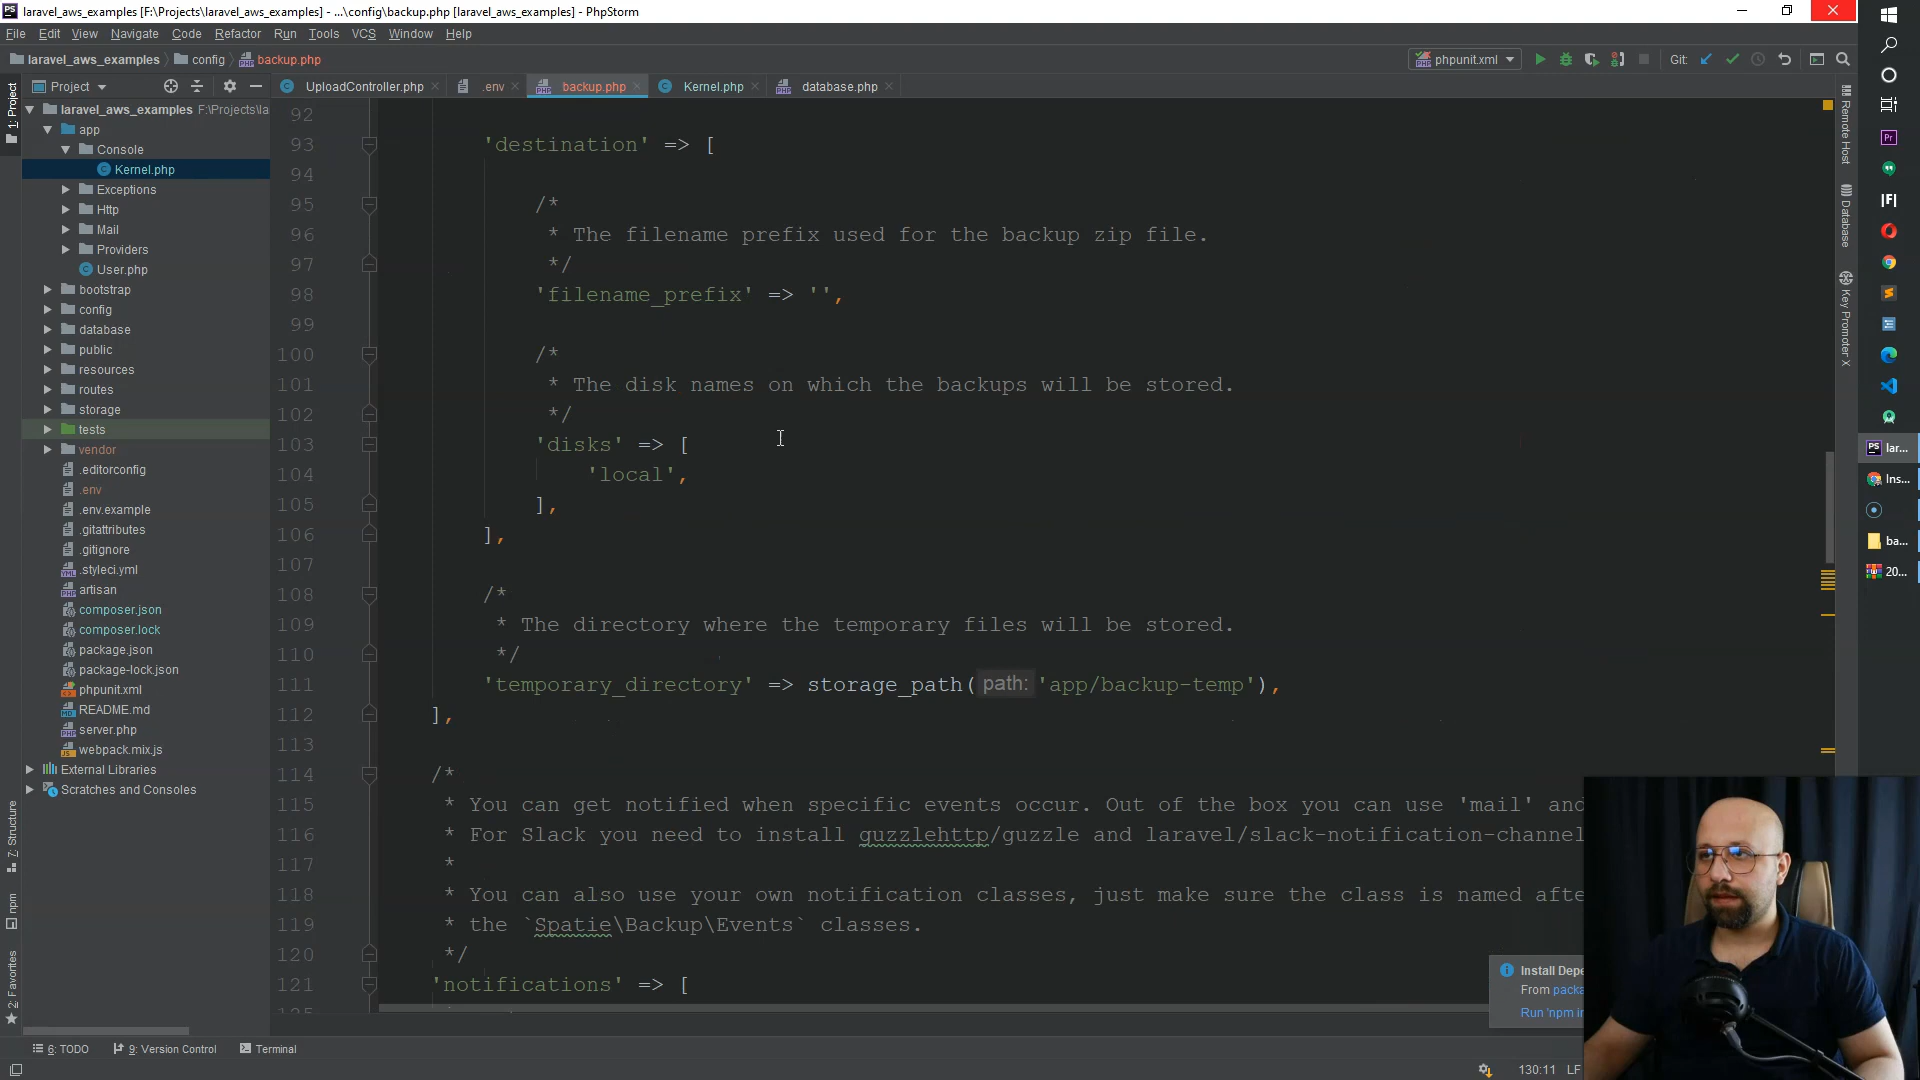 laravel_aws_examples [F:\Projects\laravel_aws_examples] - ...\config\backup.php [laravel_aws_examples] - PhpStorm
File Edit View Navigate Code Refactor Run Tools VCS Window Help
laravel_aws_examples config backup.php
phpunit.xml Git:
Project
UploadController.php .env backup.php Kernel.php database.php
1: Project
laravel_aws_examples F:\Projects\la
app
Console
Kernel.php
Exceptions
Http
Mail
Providers
User.php
bootstrap
config
database
public
resources
routes
storage
tests
vendor
.editorconfig
.env
.env.example
.gitattributes
.gitignore
.styleci.yml
artisan
composer.json
composer.lock
package.json
package-lock.json
phpunit.xml
README.md
server.php
webpack.mix.js
External Libraries
Scratches and Consoles
7: Structure
npm
2: Favorites
92
93 'destination' => [
94
95 /*
96 * The filename prefix used for the backup zip file.
97 */
98 'filename_prefix' => '',
99
100 /*
101 * The disk names on which the backups will be stored.
102 */
103 'disks' => [
104 'local',
105 ],
106 ],
107
108 /*
109 * The directory where the temporary files will be stored.
110 */
111 'temporary_directory' => storage_path( path: 'app/backup-temp'),
112 ],
113
114 /*
115 * You can get notified when specific events occur. Out of the box you can use 'mail' and
116 * For Slack you need to install guzzlehttp/guzzle and laravel/slack-notification-channel
117 *
118 * You can also use your own notification classes, just make sure the class is named afte
119 * the `Spatie\Backup\Events` classes.
120 */
121 'notifications' => [
Remote Host
Database
Key Promoter X
Pr
|F|
PS lar...
Ins...
ba...
20...
Install Depe
From packa
Run 'npm in
6: TODO 9: Version Control Terminal
130:11 LF